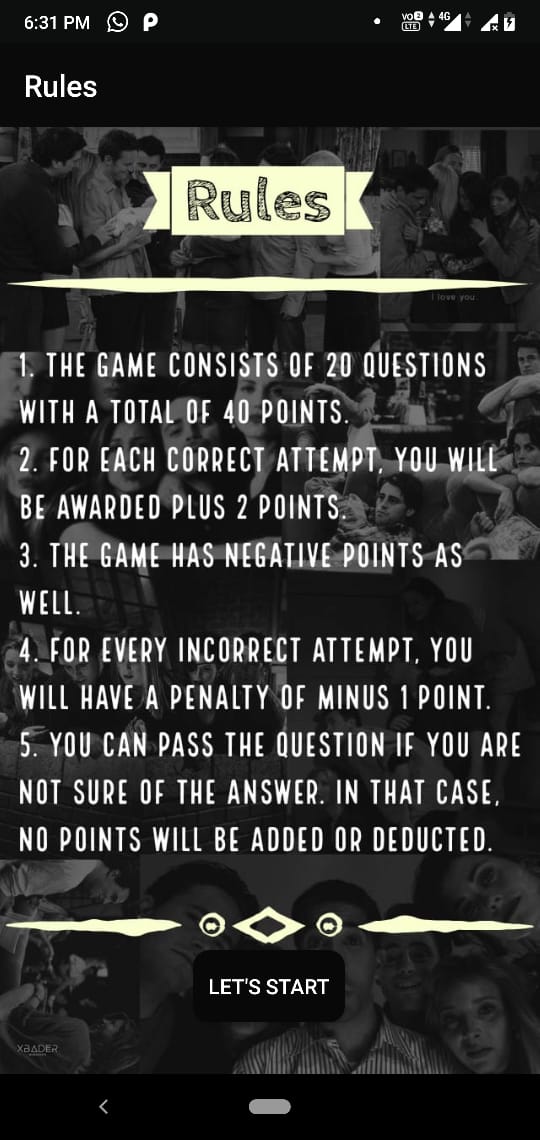 6:31 PM
VO 2 LTE 4G
Rules
Rules
I love you.
1. THE GAME CONSISTS OF 20 QUESTIONS
WITH A TOTAL OF 40 POINTS.
2. FOR EACH CORRECT ATTEMPT, YOU WILL
BE AWARDED PLUS 2 POINTS.
3. THE GAME HAS NEGATIVE POINTS AS
WELL.
4. FOR EVERY INCORRECT ATTEMPT, YOU
WILL HAVE A PENALTY OF MINUS 1 POINT.
5. YOU CAN PASS THE QUESTION IF YOU ARE
NOT SURE OF THE ANSWER. IN THAT CASE,
NO POINTS WILL BE ADDED OR DEDUCTED.
LET'S START
XBADER